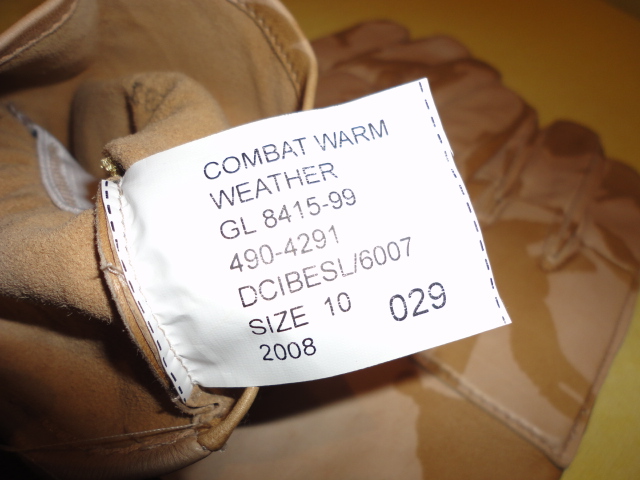 COMBAT WARM
WEATHER
GL 8415-99
490-4291
DCIBESL/6007
SIZE 10 029
2008